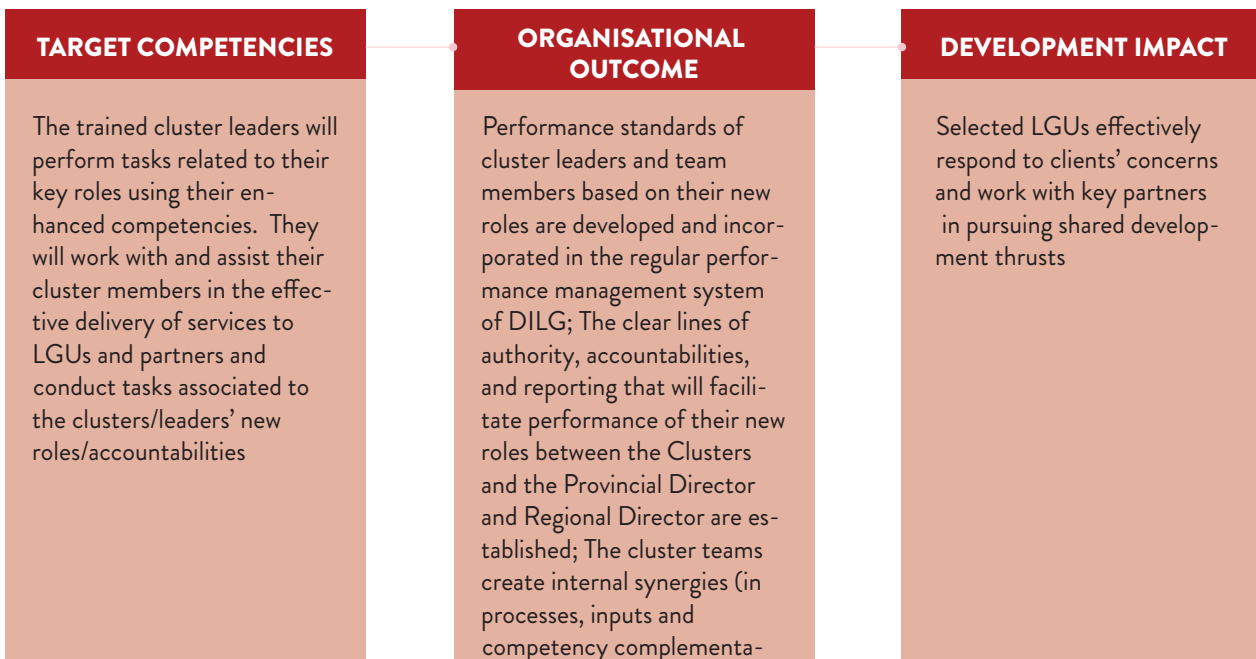 TARGET COMPETENCIES
The trained cluster leaders will
perform tasks related to their
key roles using their en-
hanced competencies.  They
will work with and assist their
cluster members in the effec-
tive delivery of services to
LGUs and partners and
conduct tasks associated to
the clusters/leaders’ new
roles/accountabilities
ORGANISATIONAL
OUTCOME
Performance standards of
cluster leaders and team
members based on their new
roles are developed and incor-
porated in the regular perfor-
mance management system
of DILG; The clear lines of
authority, accountabilities,
and reporting that will facili-
tate performance of their new
roles between the Clusters
and the Provincial Director
and Regional Director are es-
tablished; The cluster teams
create internal synergies (in
processes, inputs and
competency complementa-
DEVELOPMENT IMPACT
Selected LGUs effectively
respond to clients’ concerns
and work with key partners
in pursuing shared develop-
ment thrusts